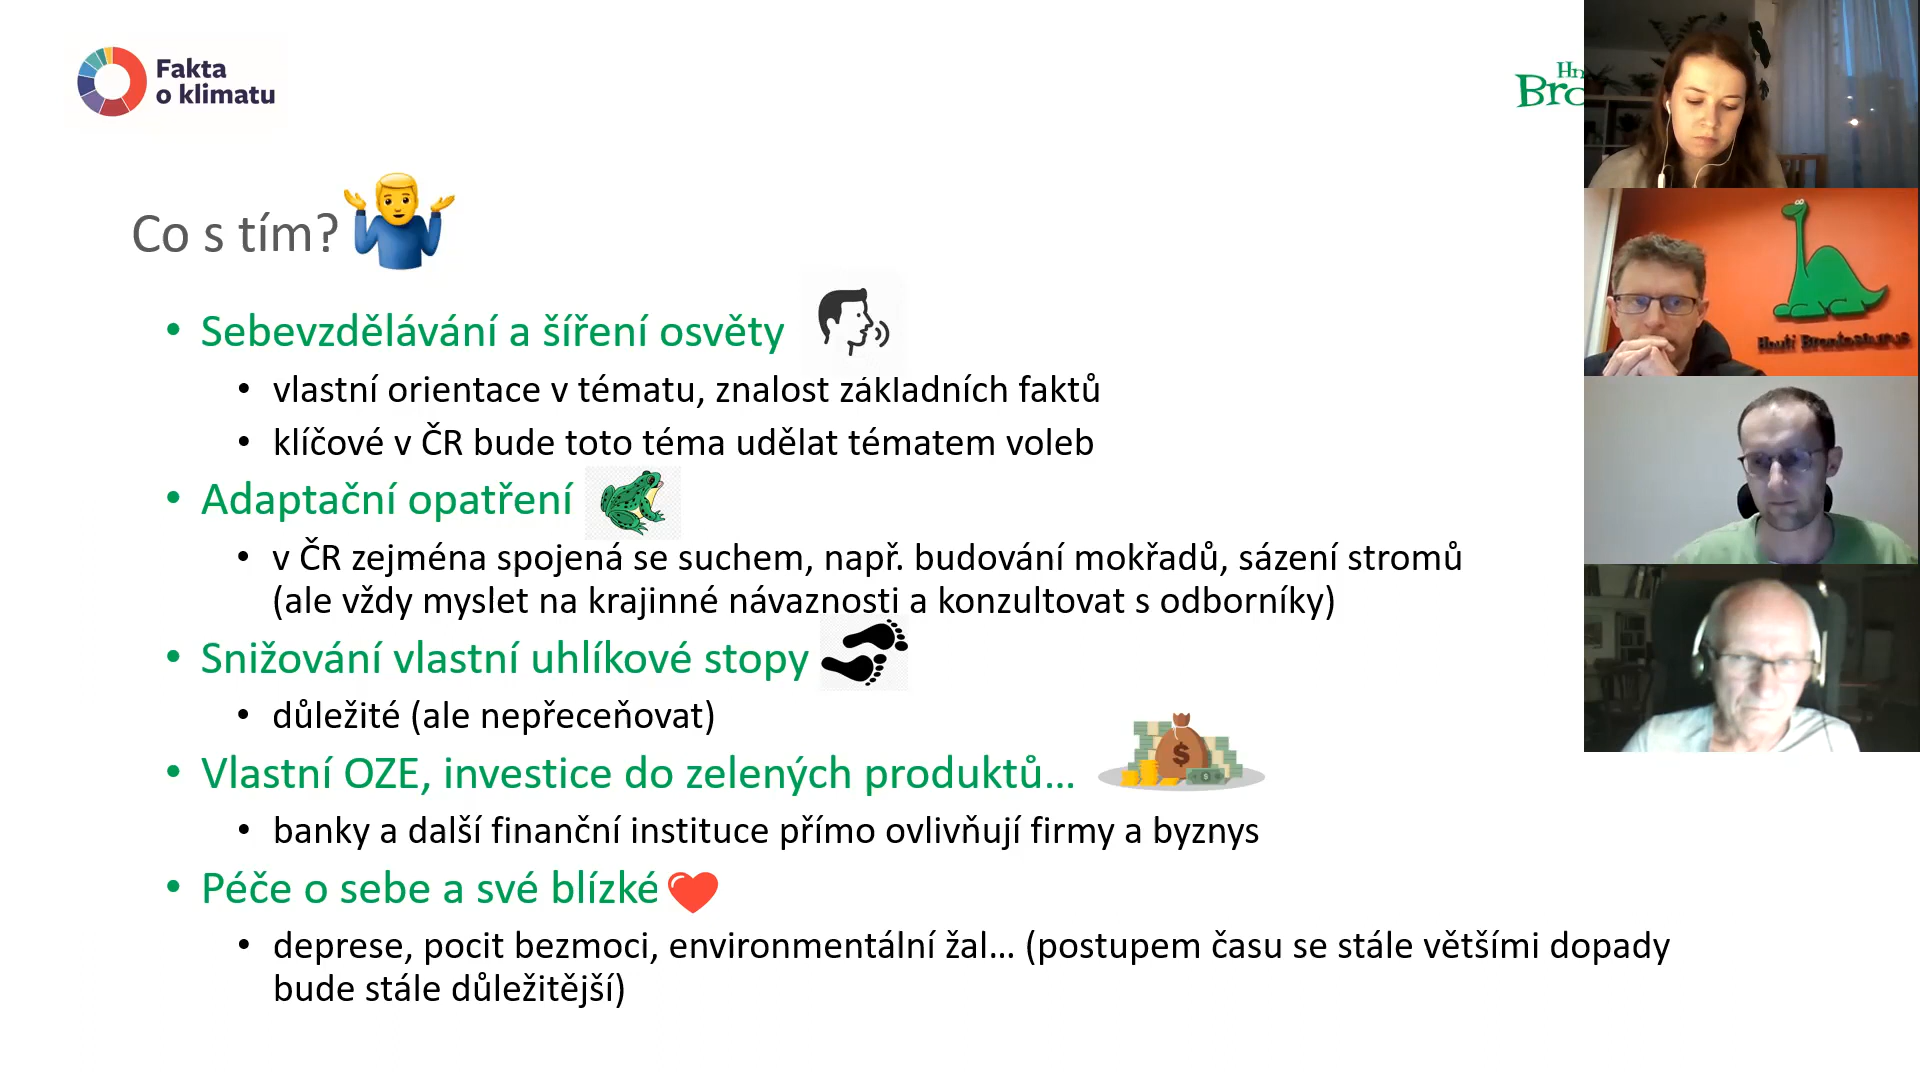 Fakta
o klimatu
Hn
Bro
Co s tím?
• Sebevzdělávání a šíření osvěty
• vlastní orientace v tématu, znalost základních faktů
• klíčové v ČR bude toto téma udělat tématem voleb
• Adaptační opatření
• v ČR zejména spojená se suchem, např. budování mokřadů, sázení stromů
(ale vždy myslet na krajinné návaznosti a konzultovat s odborníky)
• Snižování vlastní uhlíkové stopy
• důležité (ale nepřeceňovat)
• Vlastní OZE, investice do zelených produktů...
$
• banky a další finanční instituce přímo ovlivňují firmy a byznys
• Péče o sebe a své blízké
• deprese, pocit bezmoci, environmentální žal... (postupem času se stále většími dopady
bude stále důležitější)
Hnutí Brontosaurus